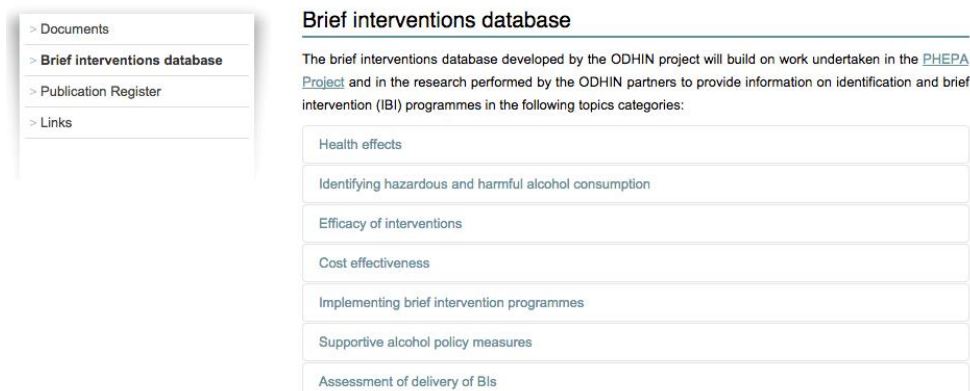 > Documents
> Brief interventions database
> Publication Register
> Links
Brief interventions database
The brief interventions database developed by the ODHIN project will build on work undertaken in the PHEPA
Project and in the research performed by the ODHIN partners to provide information on identification and brief
intervention (IBI) programmes in the following topics categories:
Health effects
Identifying hazardous and harmful alcohol consumption
Efficacy of interventions
Cost effectiveness
Implementing brief intervention programmes
Supportive alcohol policy measures
Assessment of delivery of BIs